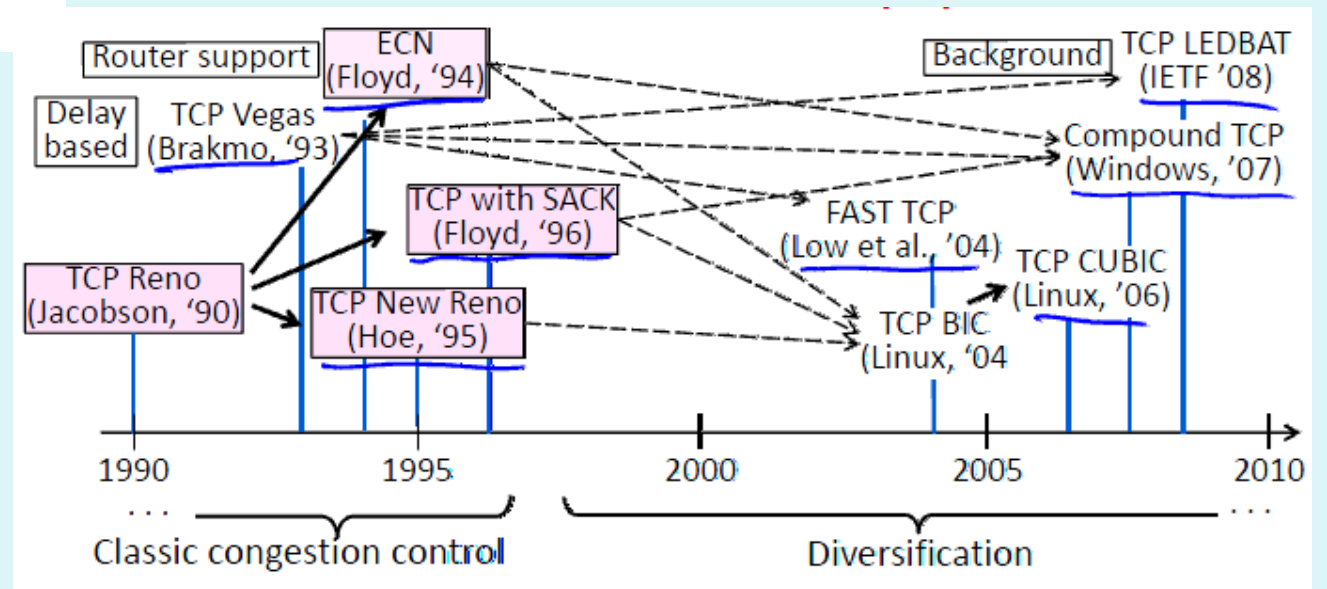 Router support
ECN
(Floyd, ‘94)
Background
TCP LEDBAT
(IETF ’08)
Delay
based
TCP Vegas
(Brakmo, ‘93)
Compound TCP
(Windows, ’07)
TCP with SACK
(Floyd, ‘96)
FAST TCP
(Low et al., ’04)
TCP Reno
(Jacobson, ‘90)
TCP New Reno
(Hoe, ‘95)
TCP CUBIC
(Linux, ’06)
TCP BIC
(Linux, ‘04
1990
1995
2000
2005
2010
. . .
. . .
Classic congestion control
Diversification